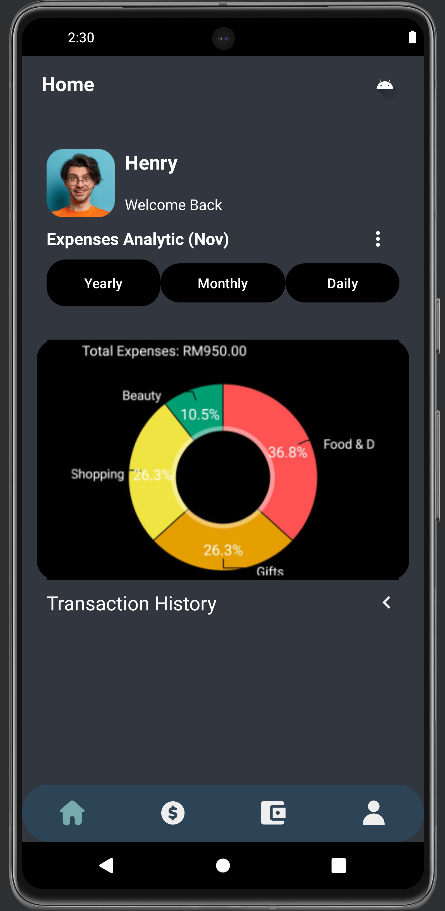 2:30
Home
Henry
Welcome Back
Expenses Analytic (Nov)
Yearly Monthly Daily
Total Expenses: RM950.00
Beauty
10.5%
36.8%
Food & D
Shopping
26.3%
26.3%
Gifts
Transaction History